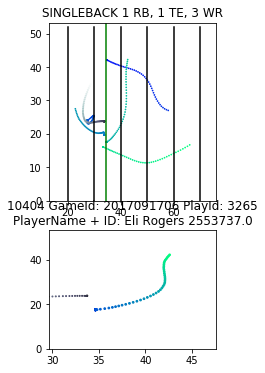 SINGLEBACK 1 RB, 1 TE, 3 WR
50
40
30
20
10
0
20 40 60
10404 GameId: 2017091706 PlayId: 3265
PlayerName + ID: Eli Rogers 2553737.0
40
20
0
30 35 40 45